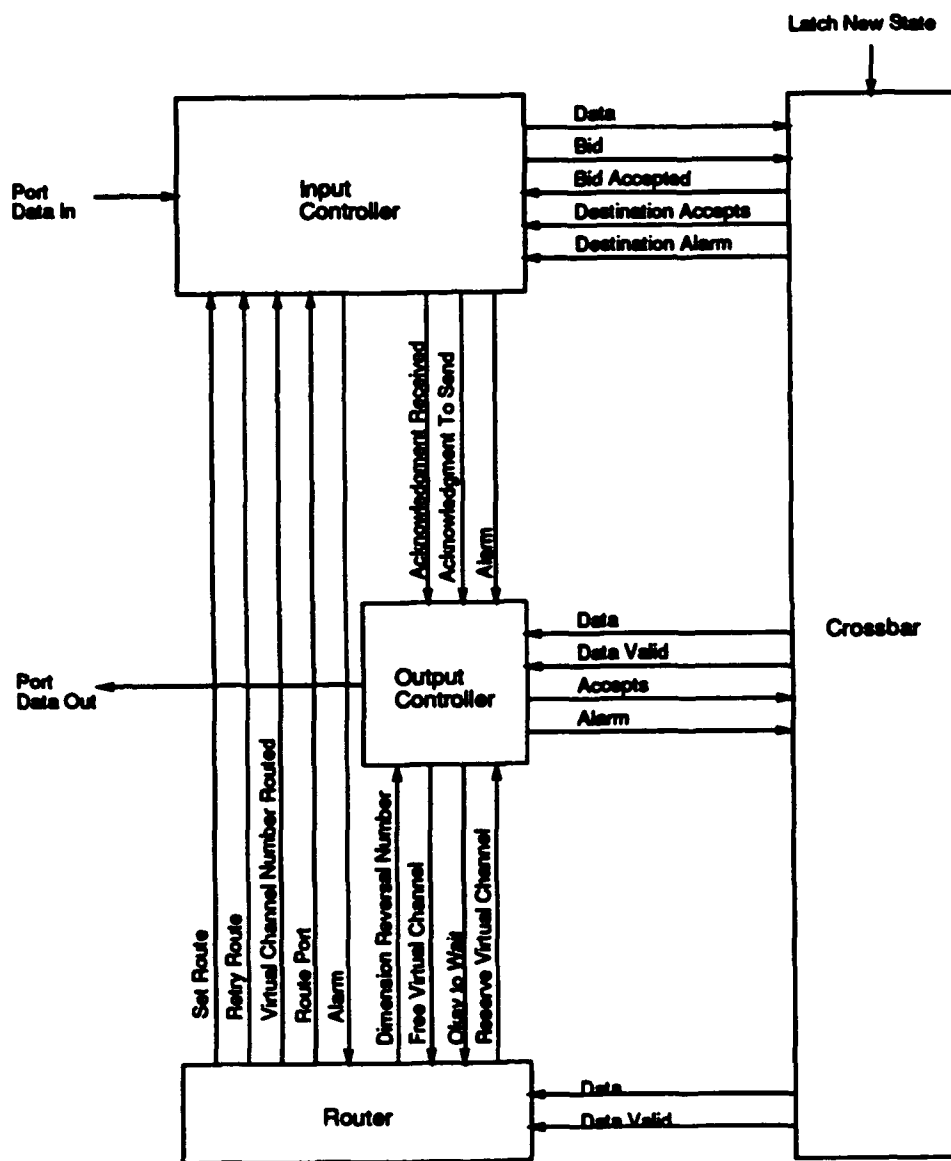 Latch New State
Data
Bid
Bid Accepted
Destination Accepts
Destination Alarm
Port
Data In
Input
Controller
Acknowledgment Received
Acknowledgment To Send
Alarm
Data
Data Valid
Accepts
Alarm
Crossbar
Port
Data Out
Output
Controller
Set Route
Retry Route
Virtual Channel Number Routed
Route Port
Alarm
Dimension Reversal Number
Free Virtual Channel
Okay to Wait
Reserve Virtual Channel
Router
Data
Data Valid